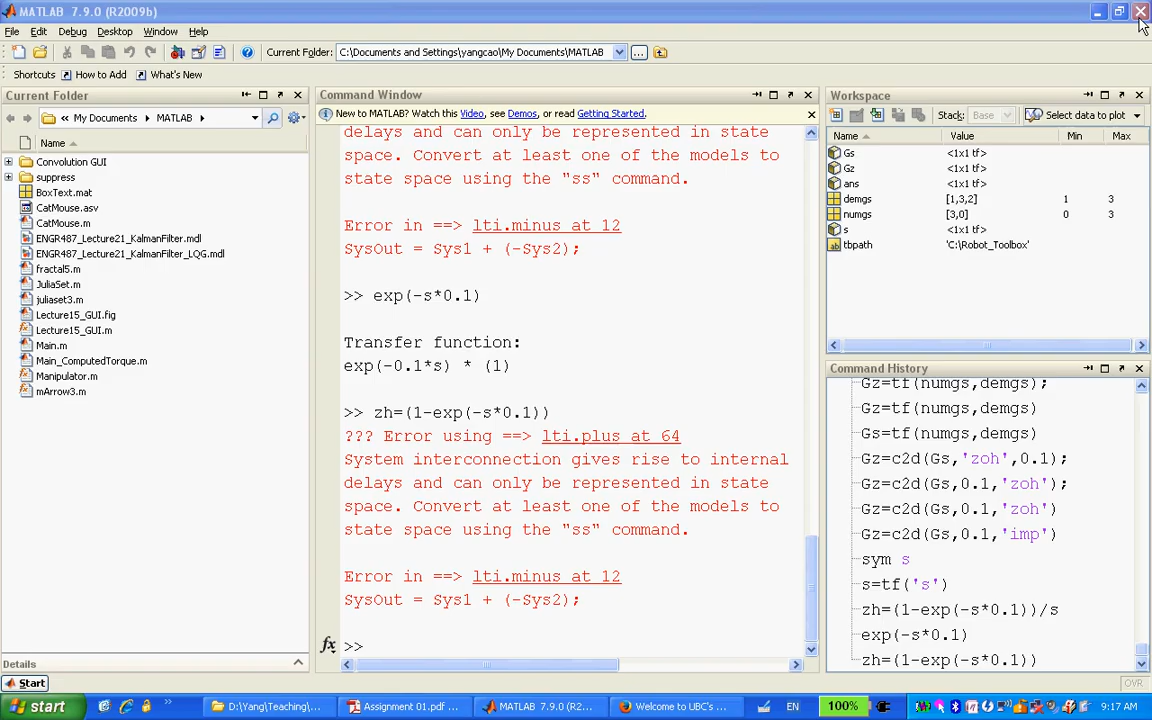 MATLAB 7.9.0 (R2009b)
File Edit Debug Desktop Window Help
Current Folder: C:\Documents and Settings\yangcao\My Documents\MATLAB ...
Shortcuts How to Add What's New
Current Folder
« My Documents ▸ MATLAB ▸
Name
Convolution GUI
suppress
BoxText.mat
CatMouse.asv
CatMouse.m
ENGR487_Lecture21_KalmanFilter.mdl
ENGR487_Lecture21_KalmanFilter_LQG.mdl
fractal5.m
JuliaSet.m
juliaset3.m
Lecture15_GUI.fig
Lecture15_GUI.m
Main.m
Main_ComputedTorque.m
Manipulator.m
mArrow3.m
Details
Command Window
New to MATLAB? Watch this Video, see Demos, or read Getting Started.
delays and can only be represented in state
space. Convert at least one of the models to
state space using the "ss" command.
Error in ==> lti.minus at 12
SysOut = Sys1 + (-Sys2);
>> exp(-s*0.1)
Transfer function:
exp(-0.1*s) * (1)
>> zh=(1-exp(-s*0.1))
??? Error using ==> lti.plus at 64
System interconnection gives rise to internal
delays and can only be represented in state
space. Convert at least one of the models to
state space using the "ss" command.
Error in ==> lti.minus at 12
SysOut = Sys1 + (-Sys2);
fx >>
Workspace
Stack: Base Select data to plot
Name Value Min Max
Gs <1x1 tf>
Gz <1x1 tf>
ans <1x1 tf>
demgs [1,3,2] 1 3
numgs [3,0] 0 3
s <1x1 tf>
tbpath 'C:\Robot_Toolbox'
Command History
Gz=tf(numgs,demgs);
Gz=tf(numgs,demgs)
Gs=tf(numgs,demgs)
Gz=c2d(Gs,'zoh',0.1);
Gz=c2d(Gs,0.1,'zoh');
Gz=c2d(Gs,0.1,'zoh')
Gz=c2d(Gs,0.1,'imp')
sym s
s=tf('s')
zh=(1-exp(-s*0.1))/s
exp(-s*0.1)
zh=(1-exp(-s*0.1))
Start OVR
start » D:\Yang\Teaching\... Assignment 01.pdf ... MATLAB 7.9.0 (R2... Welcome to UBC's ... EN 100% 9:17 AM